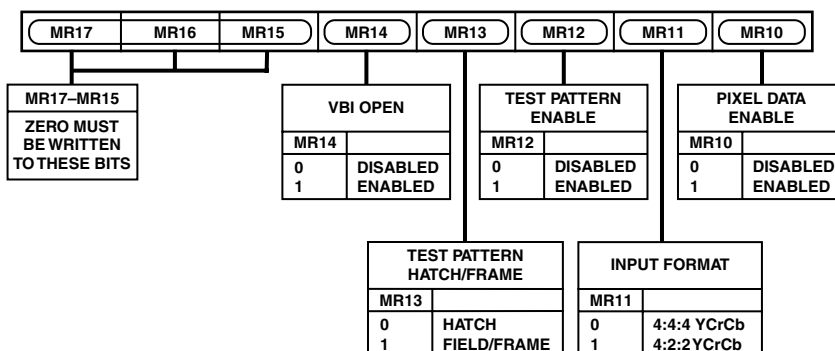 MR17 MR16 MR15 MR14 MR13 MR12 MR11 MR10
MR17–MR15
ZERO MUST
BE WRITTEN
TO THESE BITS
VBI OPEN
MR14
0 DISABLED
1 ENABLED
TEST PATTERN
ENABLE
MR12
0 DISABLED
1 ENABLED
PIXEL DATA
ENABLE
MR10
0 DISABLED
1 ENABLED
TEST PATTERN
HATCH/FRAME
MR13
0 HATCH
1 FIELD/FRAME
INPUT FORMAT
MR11
0 4:4:4 YCrCb
1 4:2:2 YCrCb